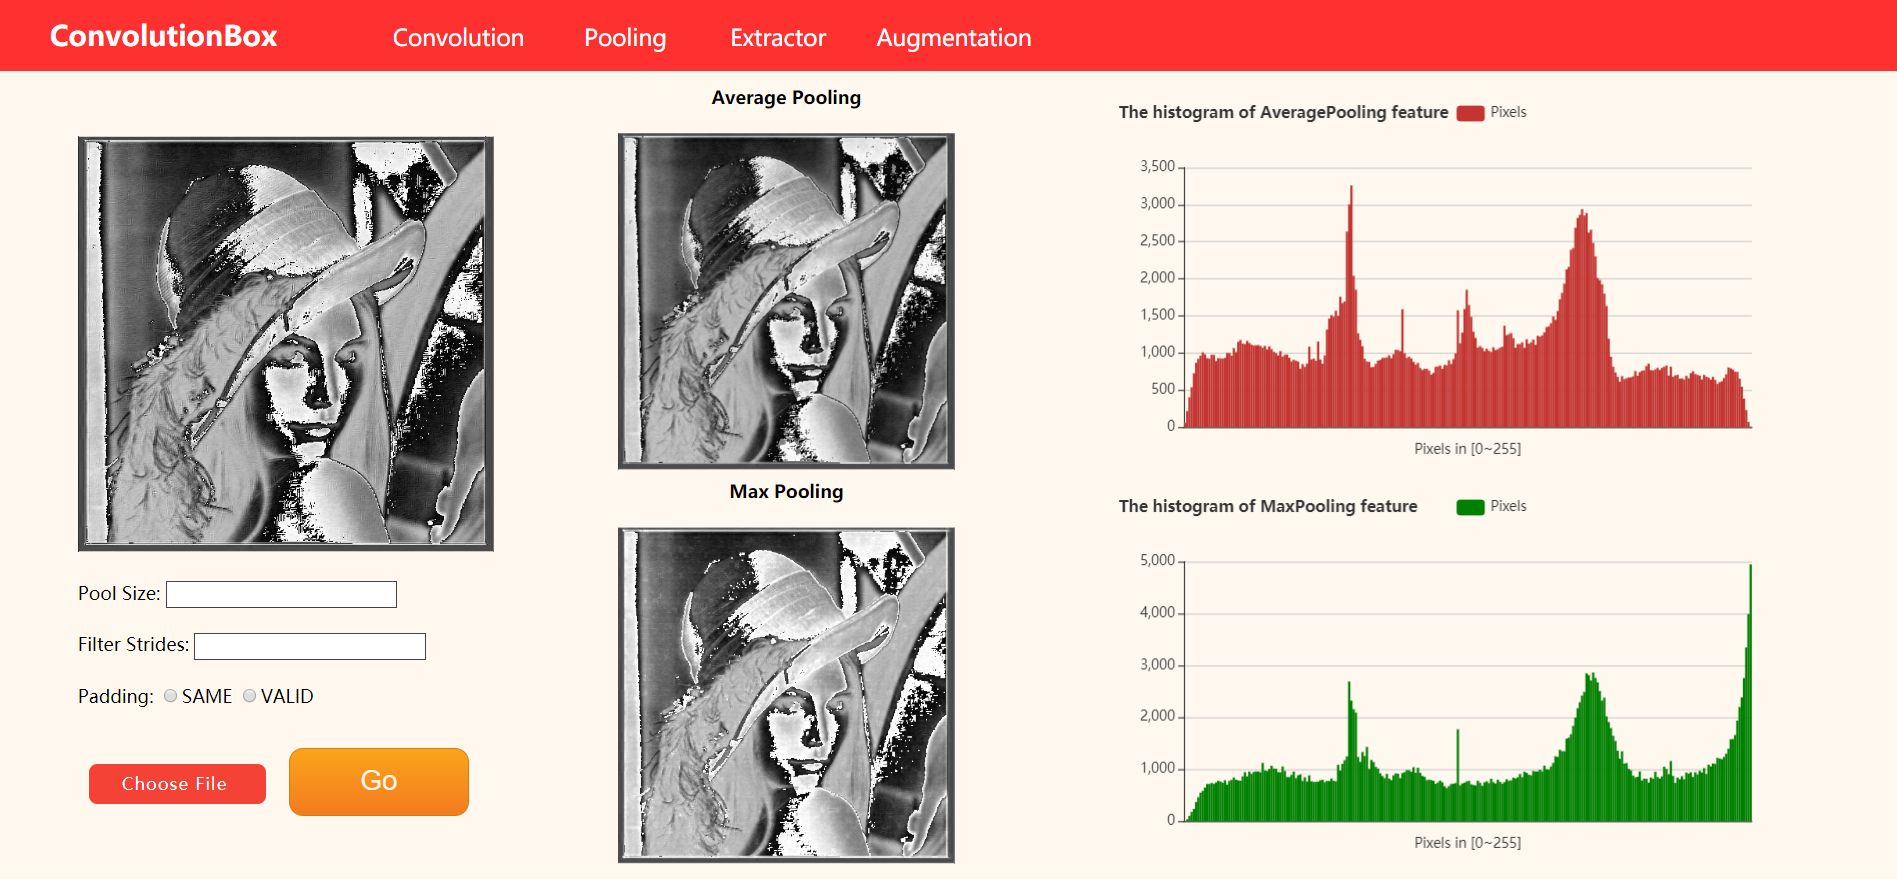 ConvolutionBox
Convolution
Pooling
Extractor
Augmentation
Pool Size:
Filter Strides:
Padding: SAME VALID
Choose File
Go
Average Pooling
Max Pooling
The histogram of AveragePooling feature
Pixels
3,500
3,000
2,500
2,000
1,500
1,000
500
0
Pixels in [0~255]
The histogram of MaxPooling feature
Pixels
5,000
4,000
3,000
2,000
1,000
0
Pixels in [0~255]